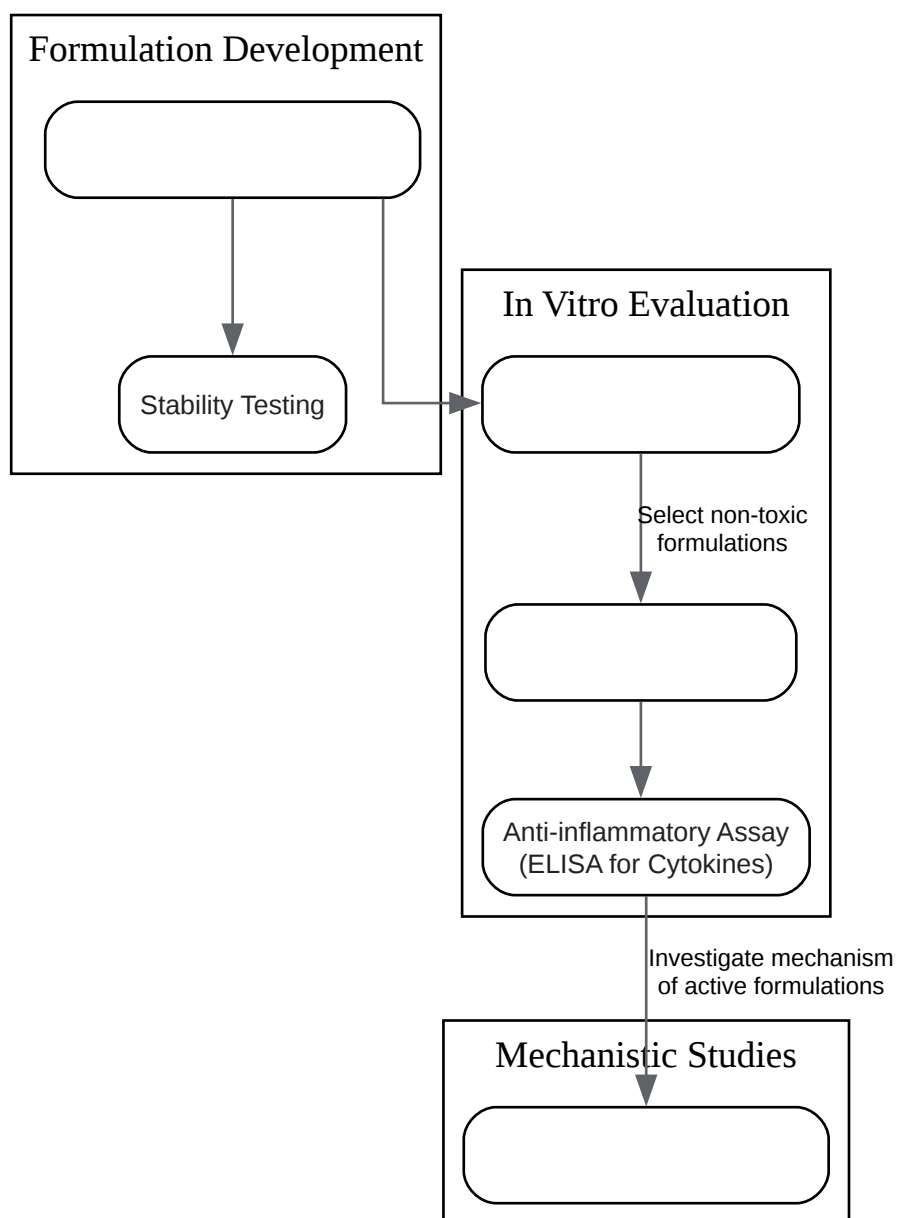 Formulation Development
Stability Testing
In Vitro Evaluation
Select non-toxic
formulations
Anti-inflammatory Assay
(ELISA for Cytokines)
Investigate mechanism
of active formulations
Mechanistic Studies